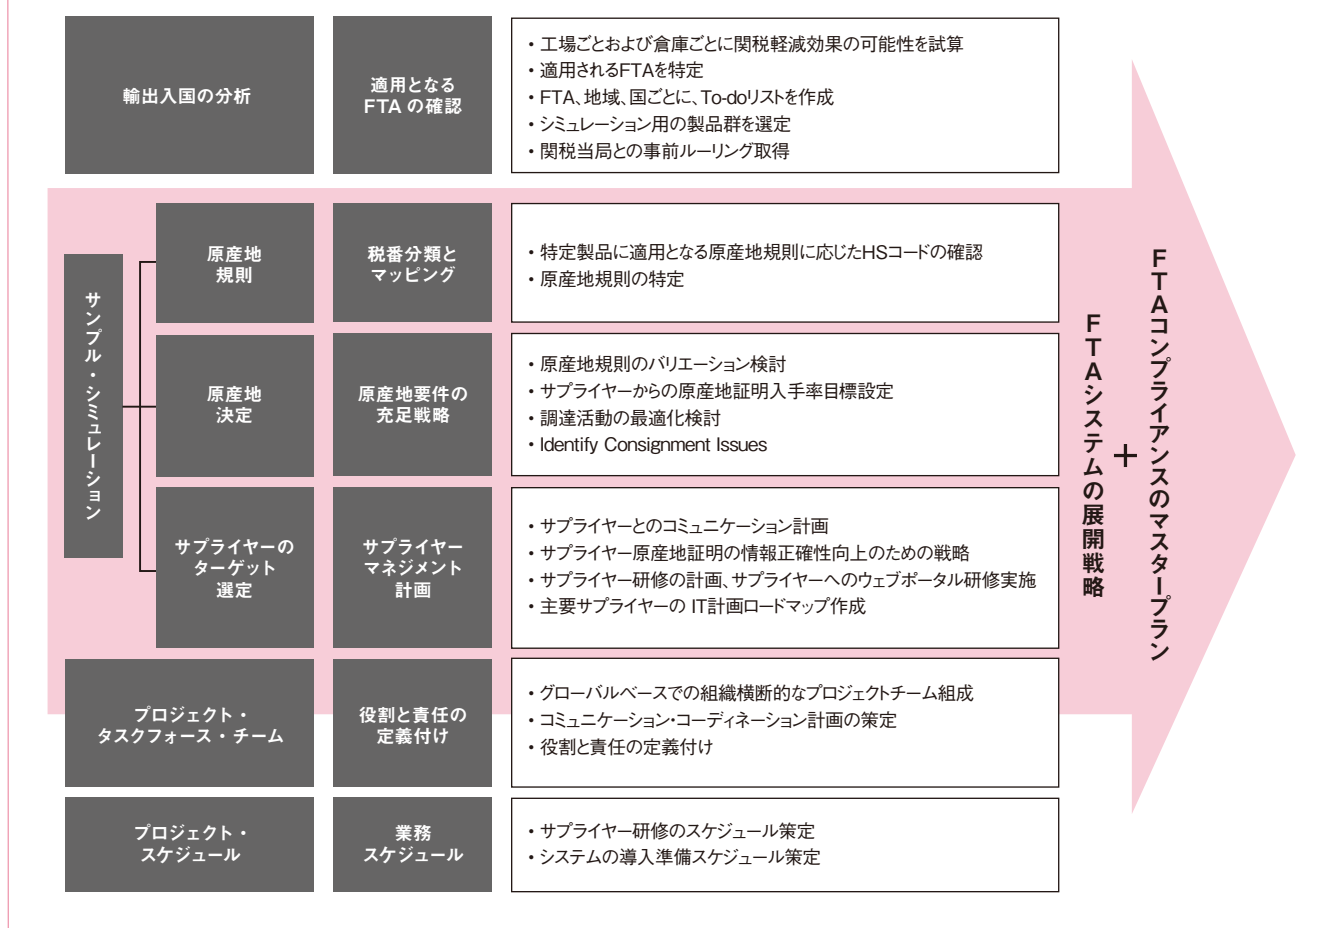 輸出入国の分析
適用となる
FTA の確認
・工場ごとおよび倉庫ごとに関税軽減効果の可能性を試算
・適用されるFTAを特定
・FTA、地域、国ごとに、To-doリストを作成
・シミュレーション用の製品群を選定
・関税当局との事前ルーリング取得
サンプル・シミュレーション
原産地
規則
税番分類と
マッピング
・特定製品に適用となる原産地規則に応じたHSコードの確認
・原産地規則の特定
原産地
決定
原産地要件の
充足戦略
・原産地規則のバリエーション検討
・サプライヤーからの原産地証明入手率目標設定
・調達活動の最適化検討
・Identify Consignment Issues
サプライヤーの
ターゲット
選定
サプライヤー
マネジメント
計画
・サプライヤーとのコミュニケーション計画
・サプライヤー原産地証明の情報正確性向上のための戦略
・サプライヤー研修の計画、サプライヤーへのウェブポータル研修実施
・主要サプライヤーの IT計画ロードマップ作成
プロジェクト・
タスクフォース・チーム
役割と責任の
定義付け
・グローバルベースでの組織横断的なプロジェクトチーム組成
・コミュニケーション・コーディネーション計画の策定
・役割と責任の定義付け
プロジェクト・
スケジュール
業務
スケジュール
・サプライヤー研修のスケジュール策定
・システムの導入準備スケジュール策定
FTAシステムの展開戦略
+
FTAコンプライアンスのマスタープラン